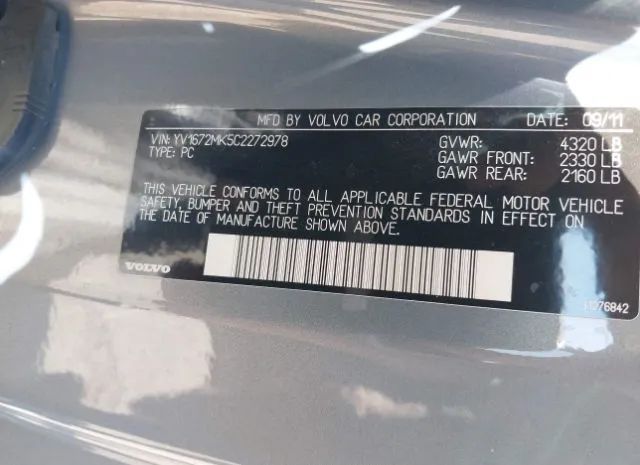 MFD BY VOLVO CAR CORPORATION DATE: 09/11
VIN: YV1672MK5C2272978 GVWR: 4320 LB
TYPE: PC GAWR FRONT: 2330 LB
GAWR REAR: 2160 LB
THIS VEHICLE CONFORMS TO ALL APPLICABLE FEDERAL MOTOR VEHICLE
SAFETY, BUMPER AND THEFT PREVENTION STANDARDS IN EFFECT ON
THE DATE OF MANUFACTURE SHOWN ABOVE.
VOLVO